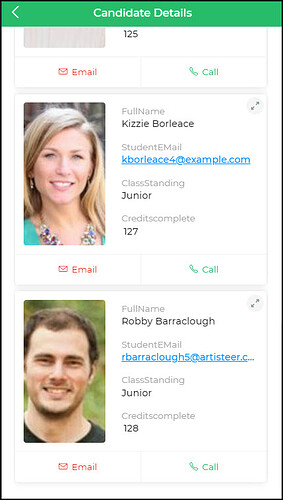 Candidate Details
125
Email
Call
FullName
Kizzie Borleace
StudentEMail
kborleace4@example.com
ClassStanding
Junior
Creditscomplete
127
Email
Call
FullName
Robby Barraclough
StudentEMail
rbarraclough5@artisteer.c...
ClassStanding
Junior
Creditscomplete
128
Email
Call